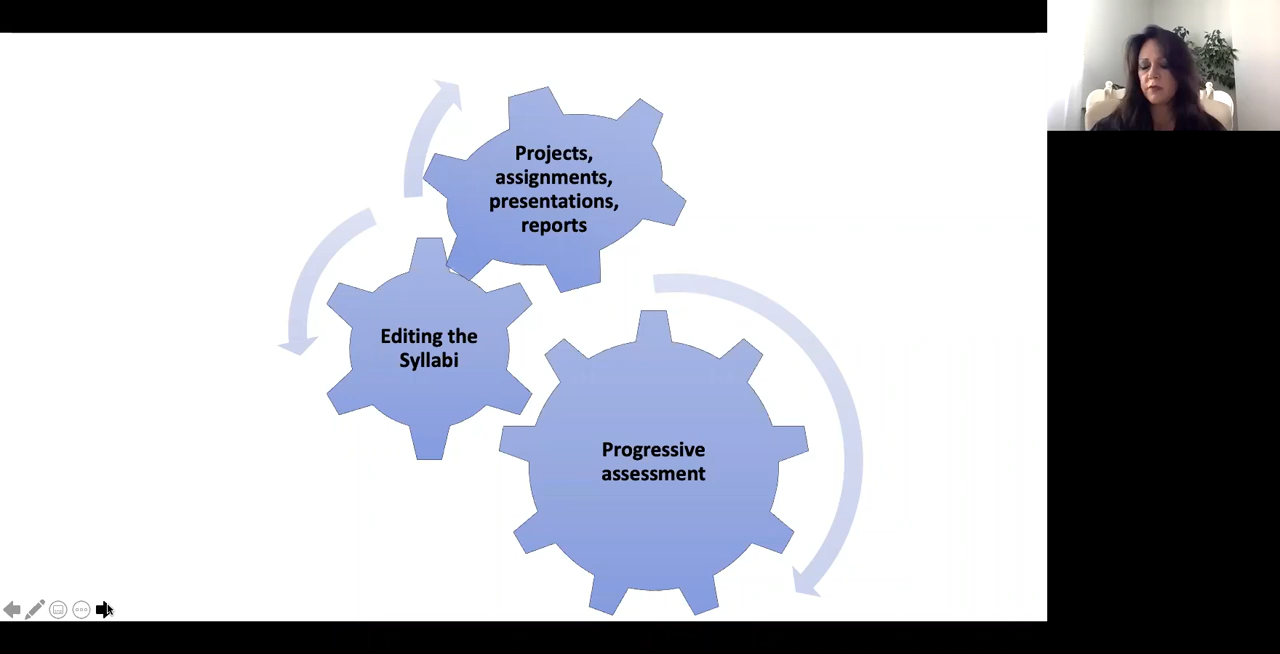 Projects,
assignments,
presentations,
reports
Editing the
Syllabi
Progressive
assessment